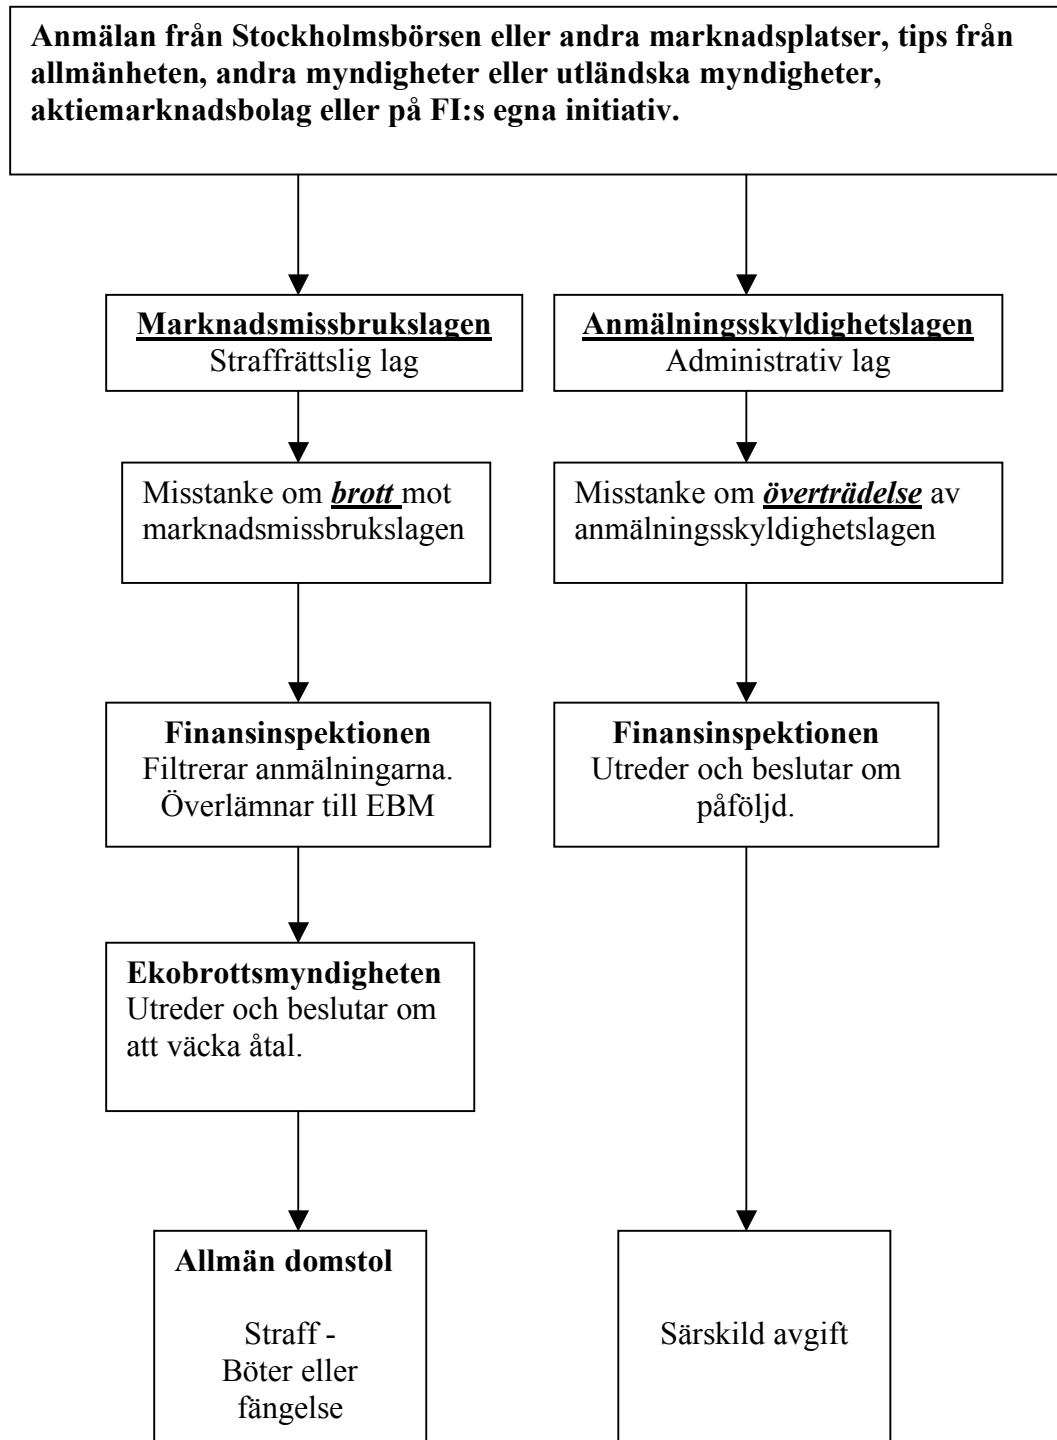 Anmälan från Stockholmsbörsen eller andra marknadsplatser, tips från
allmänheten, andra myndigheter eller utländska myndigheter,
aktiemarknadsbolag eller på FI:s egna initiativ.
Marknadsmissbrukslagen
Straffrättslig lag
Anmälningsskyldighetslagen
Administrativ lag
Misstanke om brott mot
marknadsmissbrukslagen
Misstanke om överträdelse av
anmälningsskyldighetslagen
Finansinspektionen
Filtrerar anmälningarna.
Överlämnar till EBM
Finansinspektionen
Utreder och beslutar om
påföljd.
Ekobrottsmyndigheten
Utreder och beslutar om
att väcka åtal.
Allmän domstol
Straff -
Böter eller
fängelse
Särskild avgift